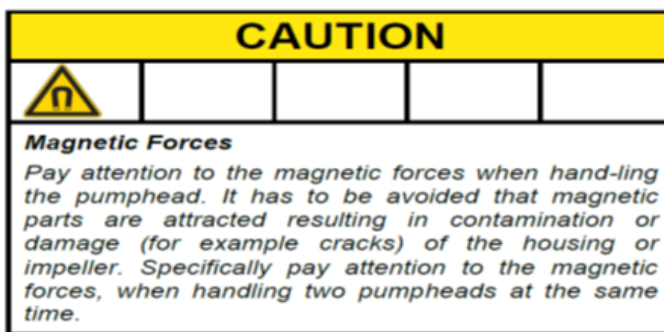 CAUTION
Magnetic Forces
Pay attention to the magnetic forces when hand-ling
the pumphead. It has to be avoided that magnetic
parts are attracted resulting in contamination or
damage (for example cracks) of the housing or
impeller. Specifically pay attention to the magnetic
forces, when handling two pumpheads at the same
time.